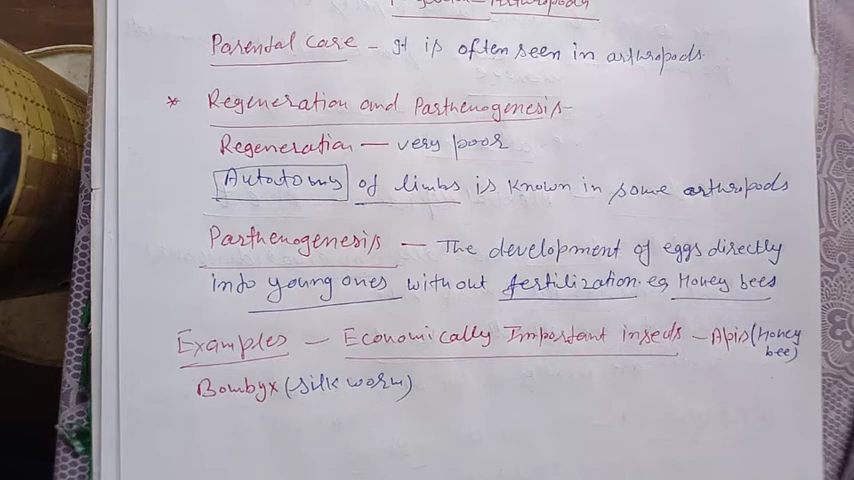 Arthropods
Parental care - It is often seen in arthropods.
* Regeneration and Parthenogenesis-
Regeneration — very poor
Autotomy of limbs is known in some arthropods
Parthenogenesis — The development of eggs directly
into young ones without fertilization. eg Honey bees
Examples - Economically Important insects - Apis (Honey
bee)
Bombyx (silk worm)